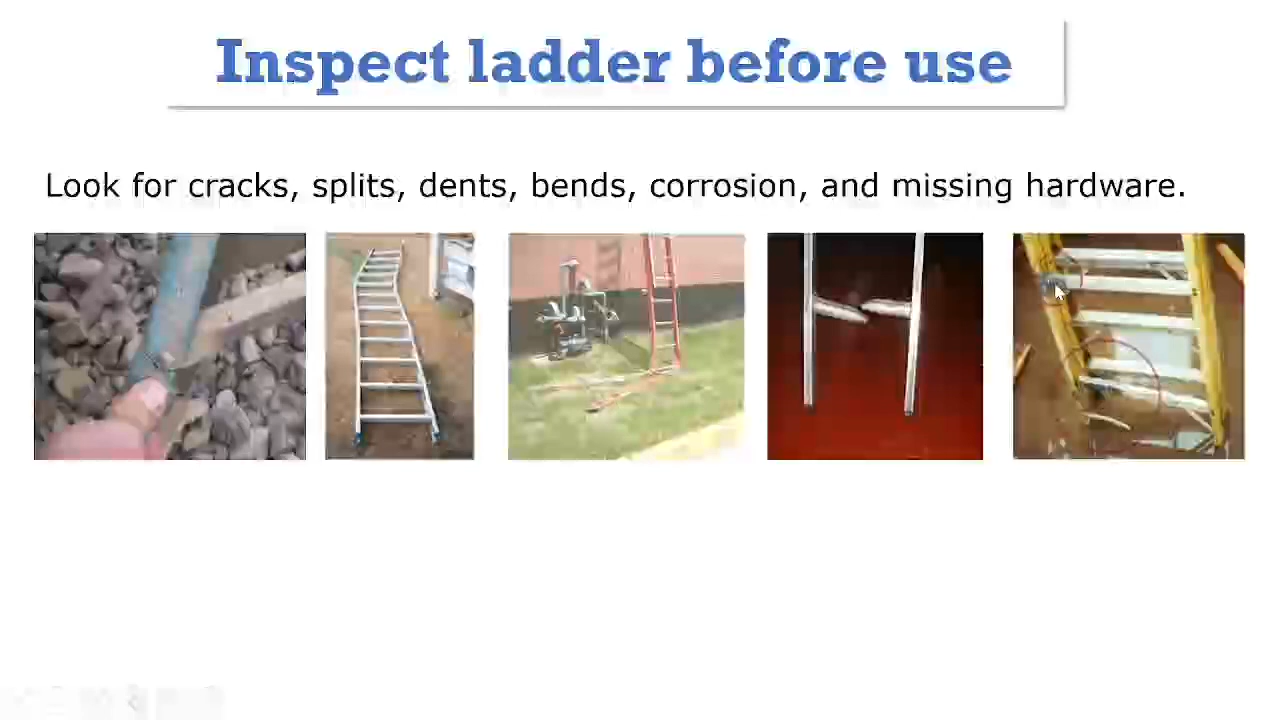 Inspect ladder before use
Look for cracks, splits, dents, bends, corrosion, and missing hardware.